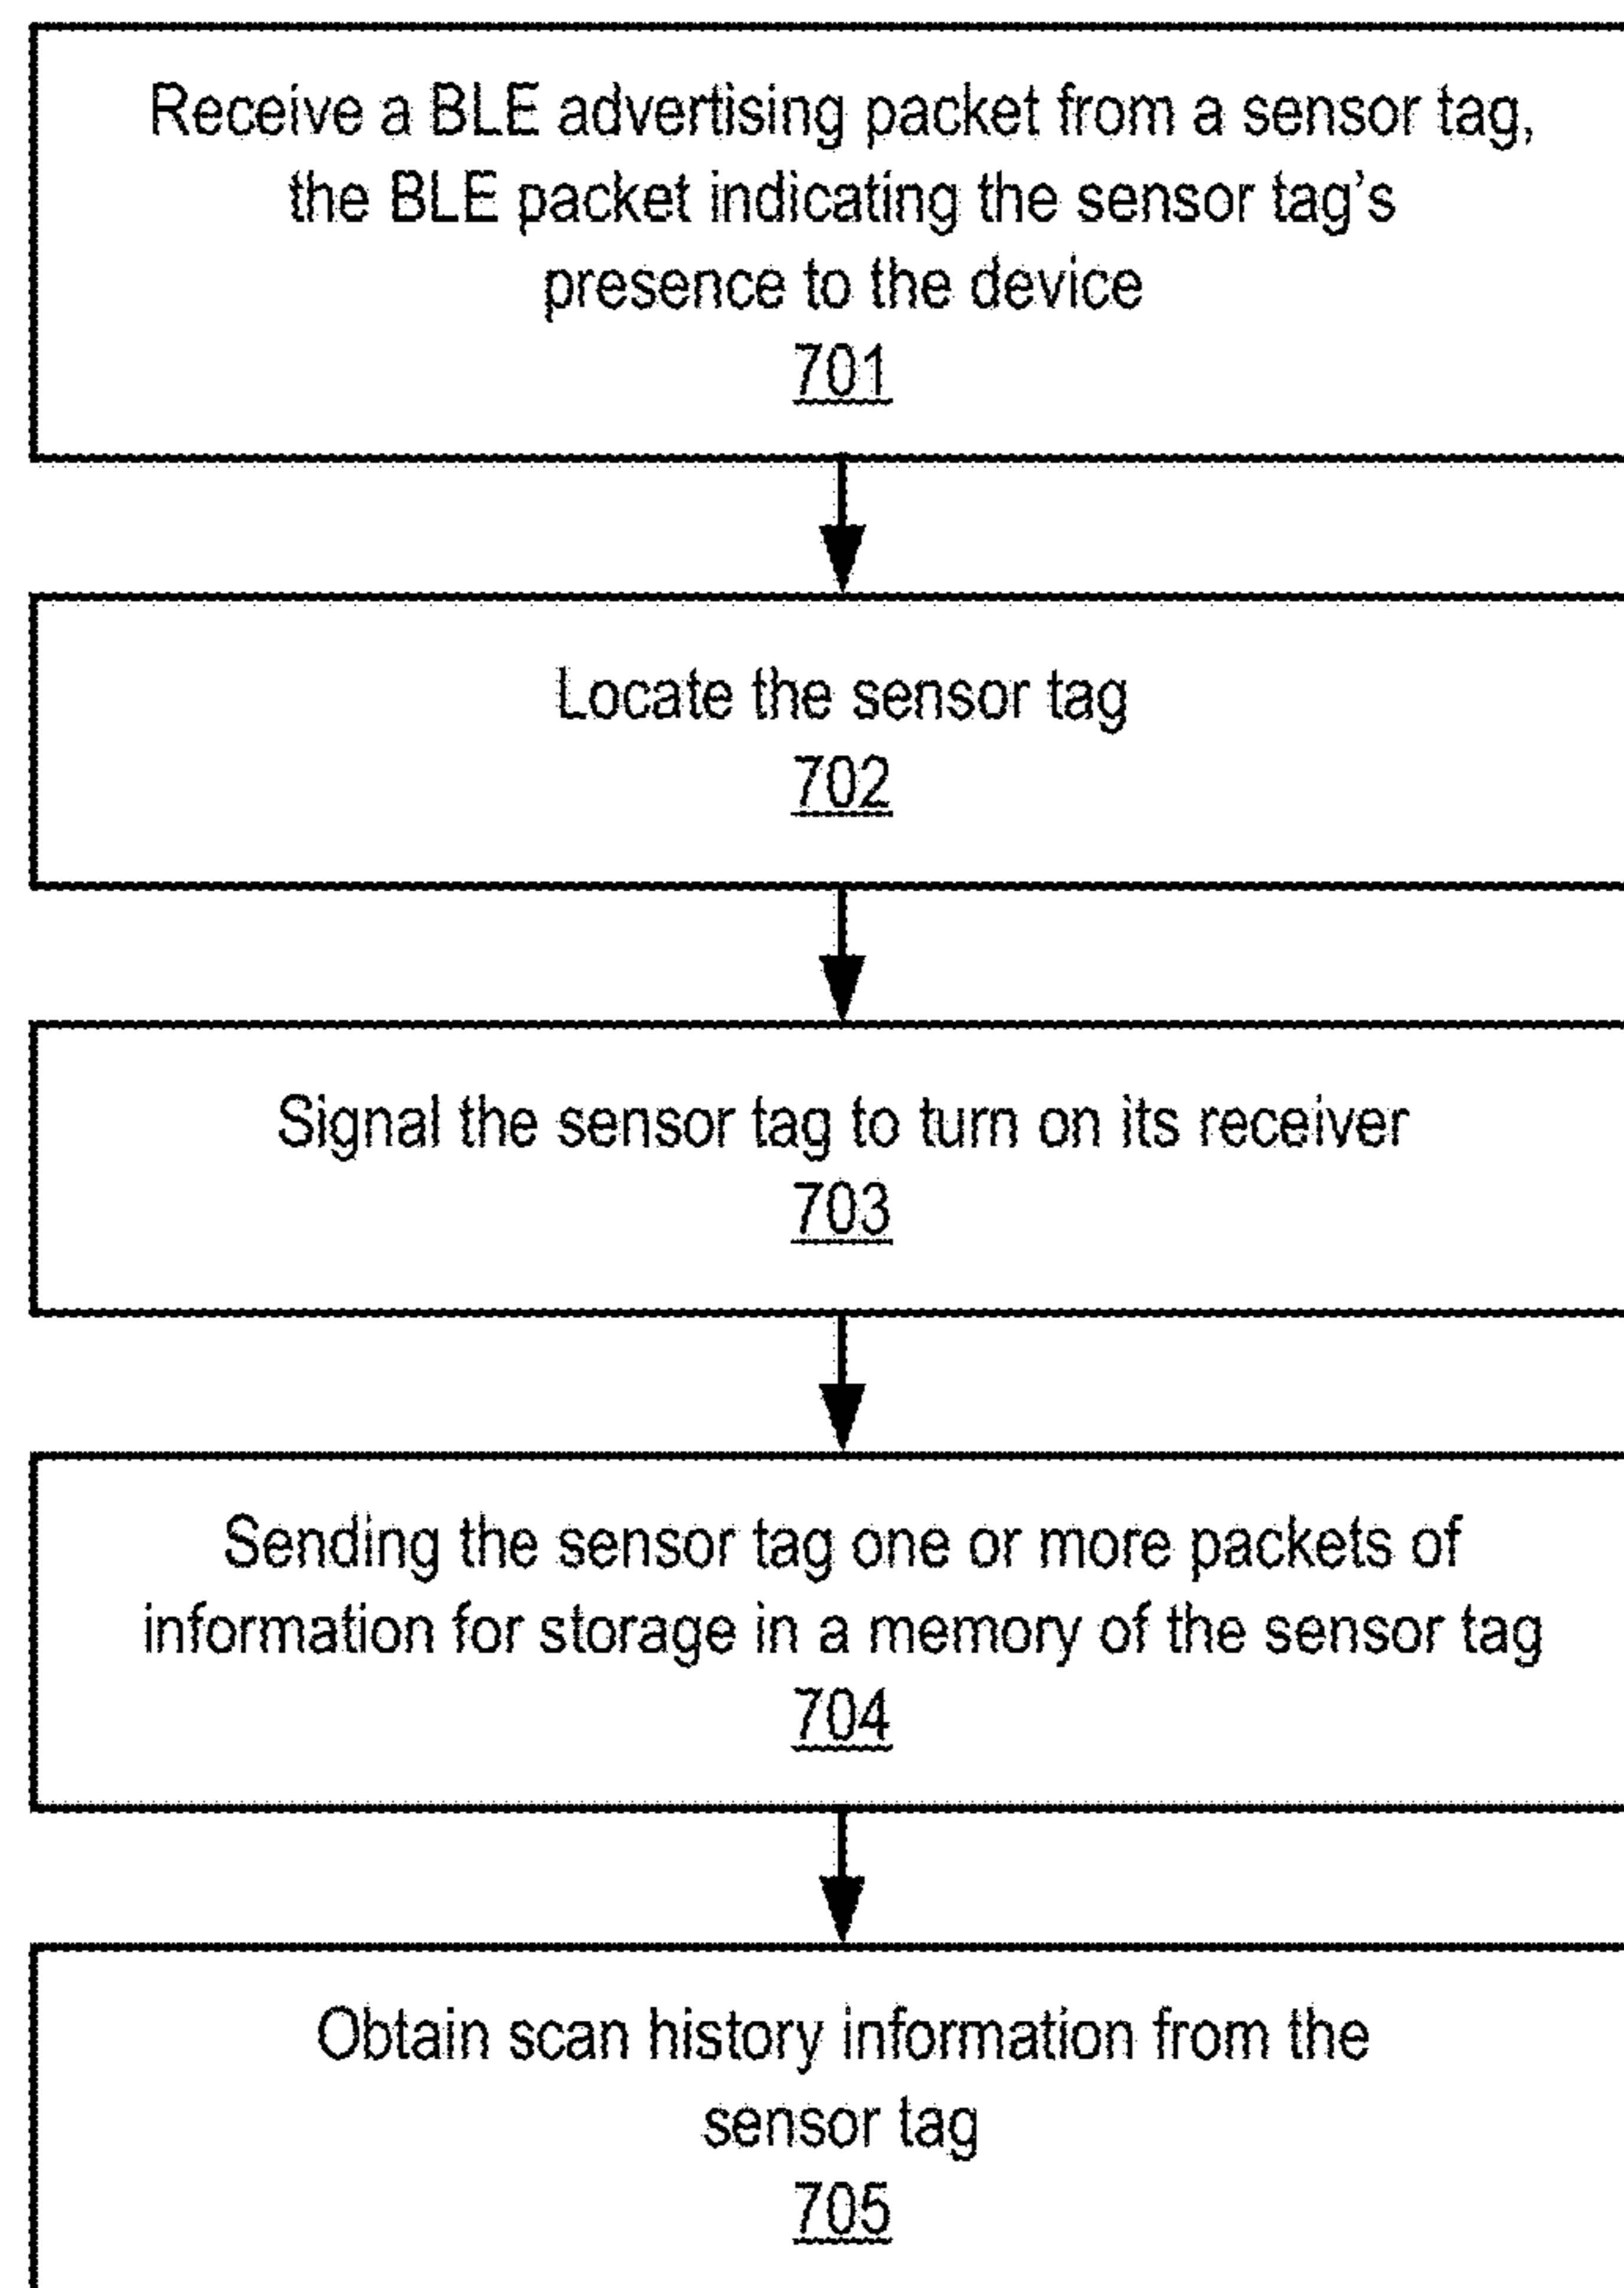 Receive a BLE advertising packet from a sensor tag,
the BLE packet indicating the sensor tag's
presence to the device
701
Locate the sensor tag
702
Signal the sensor tag to turn on its receiver
703
Sending the sensor tag one or more packets of
information for storage in a memory of the sensor tag
704
Obtain scan history information from the
sensor tag
705